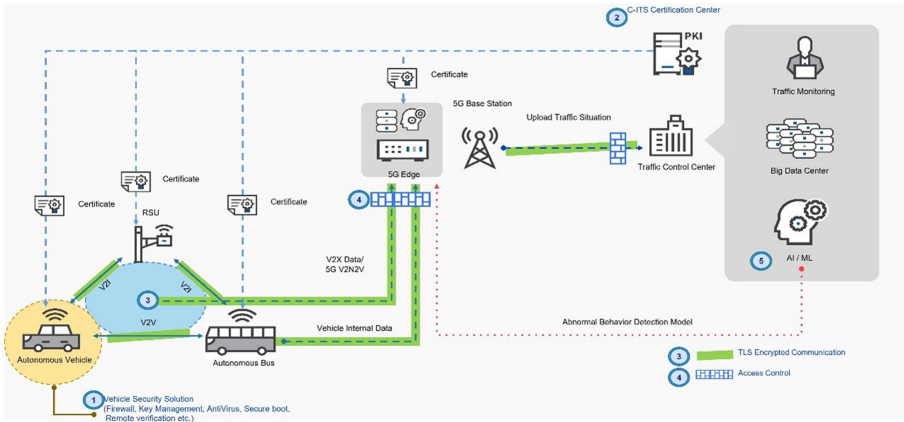 2
C-ITS Certification Center
PKI
Certificate
5G Base Station
Upload Traffic Situation
Traffic Monitoring
Traffic Control Center
5G Edge
Big Data Center
Certificate
Certificate
Certificate
4
RSU
V2I
V2I
V2X Data/
5G V2N2V
5
AI / ML
3
V2V
Vehicle Internal Data
Abnormal Behavior Detection Model
Autonomous Vehicle
Autonomous Bus
3
TLS Encrypted Communication
4
Access Control
1
Vehicle Security Solution
(Firewall, Key Management, AntiVirus, Secure boot,
Remote verification etc.)